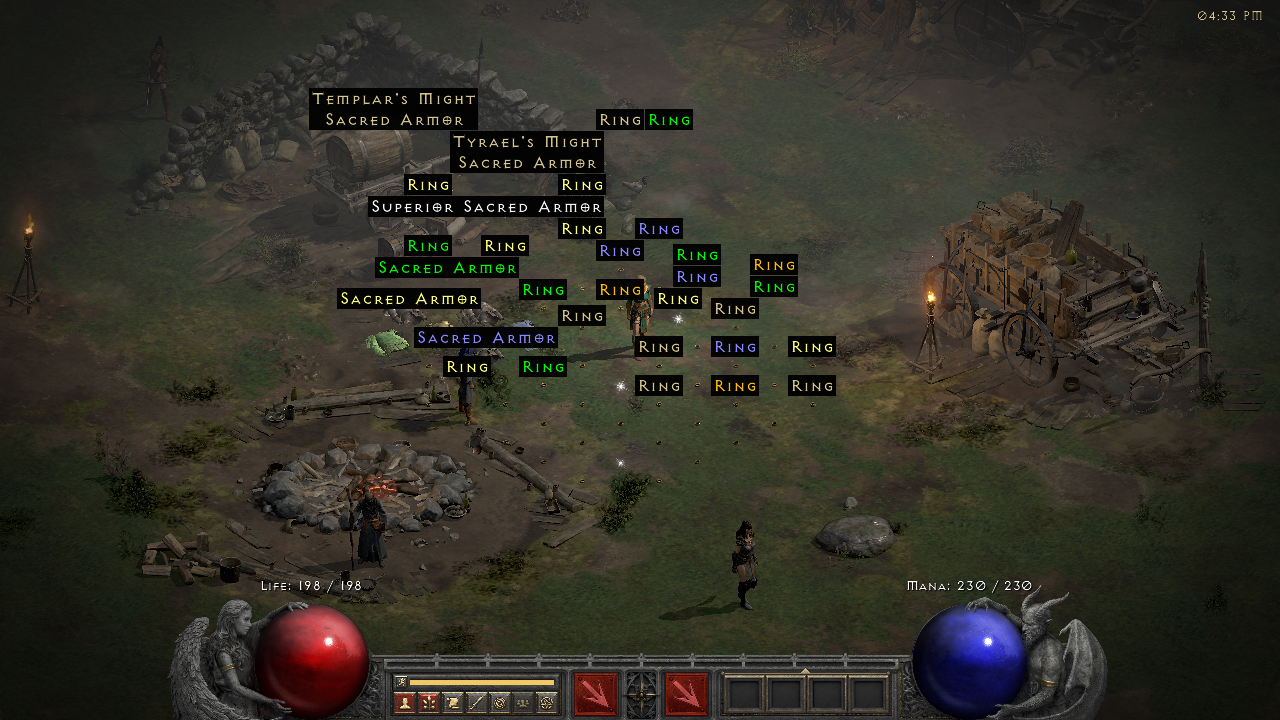 04:33 PM
Templar's Might
Sacred Armor
Ring Ring
Tyrael's Might
Sacred Armor
Ring Ring
Superior Sacred Armor
Ring Ring
Ring Ring Ring
Ring
Sacred Armor Ring
Ring
Ring Ring Ring
Sacred Armor Ring
Ring Ring
Sacred Armor Ring Ring Ring
Ring Ring
Ring Ring Ring
Life: 198 / 198
Mana: 230 / 230